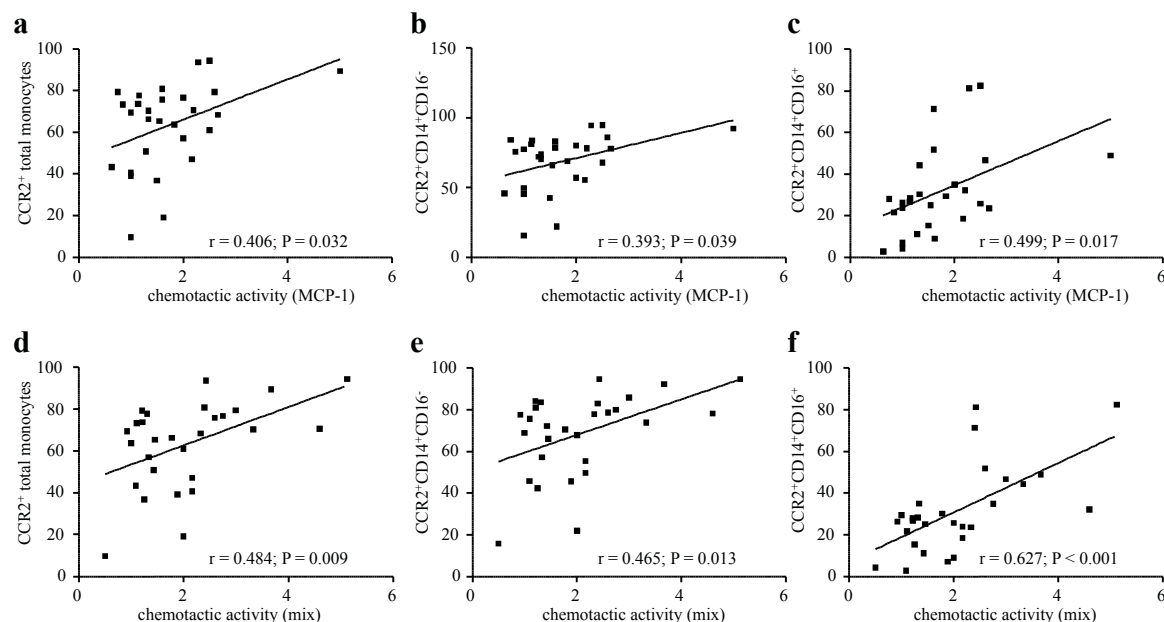 a
CCR2⁺ total monocytes
100
80
60
40
20
0
0 2 4 6
r = 0.406; P = 0.032
chemotactic activity (MCP-1)
b
CCR2⁺CD14⁺CD16⁻
150
100
50
0
0 2 4 6
r = 0.393; P = 0.039
chemotactic activity (MCP-1)
c
CCR2⁺CD14⁺CD16⁺
100
80
60
40
20
0
0 2 4 6
r = 0.499; P = 0.017
chemotactic activity (MCP-1)
d
CCR2⁺ total monocytes
100
80
60
40
20
0
0 2 4 6
r = 0.484; P = 0.009
chemotactic activity (mix)
e
CCR2⁺CD14⁺CD16⁻
100
80
60
40
20
0
0 2 4 6
r = 0.465; P = 0.013
chemotactic activity (mix)
f
CCR2⁺CD14⁺CD16⁺
100
80
60
40
20
0
0 2 4 6
r = 0.627; P < 0.001
chemotactic activity (mix)